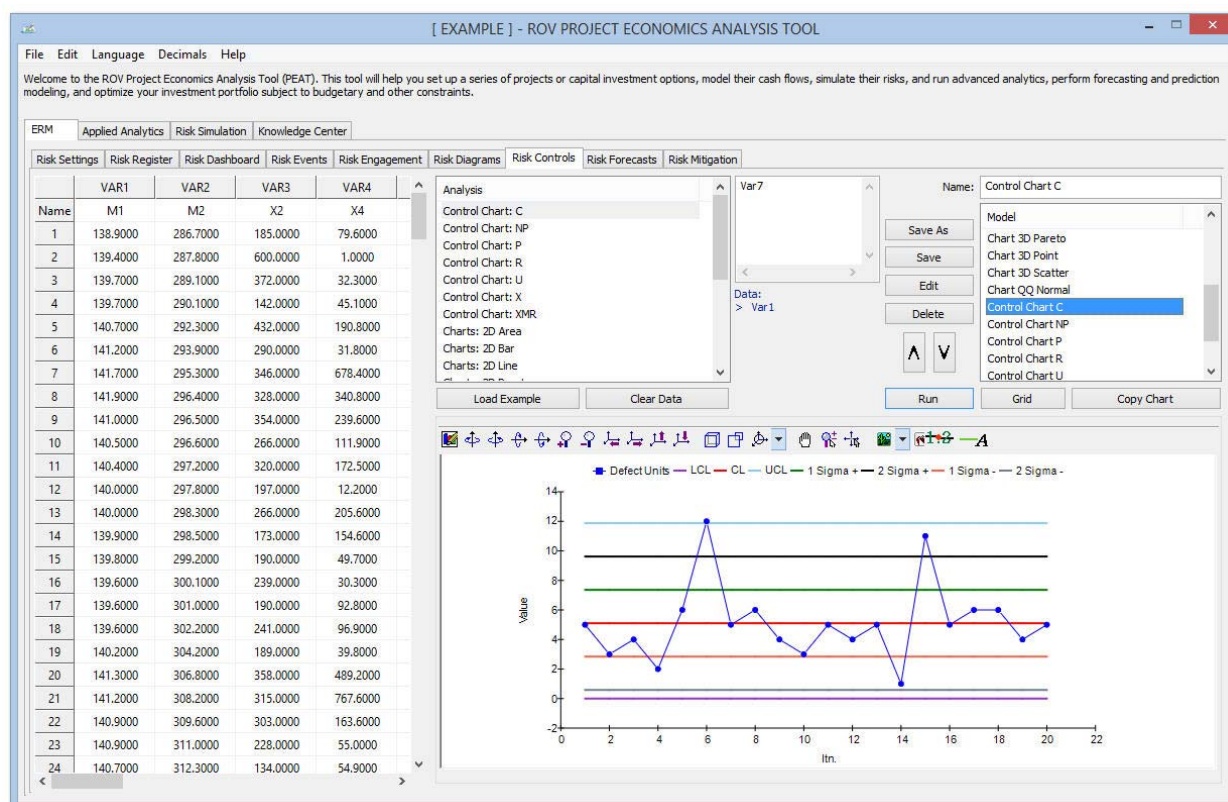 [ EXAMPLE ] - ROV PROJECT ECONOMICS ANALYSIS TOOL
File Edit Language Decimals Help
Welcome to the ROV Project Economics Analysis Tool (PEAT). This tool will help you set up a series of projects or capital investment options, model their cash flows, simulate their risks, and run advanced analytics, perform forecasting and prediction
modeling, and optimize your investment portfolio subject to budgetary and other constraints.
ERM Applied Analytics Risk Simulation Knowledge Center
Risk Settings Risk Register Risk Dashboard Risk Events Risk Engagement Risk Diagrams Risk Controls Risk Forecasts Risk Mitigation
VAR1 VAR2 VAR3 VAR4
Name M1 M2 X2 X4
1 138.9000 286.7000 185.0000 79.6000
2 139.4000 287.8000 600.0000 1.0000
3 139.7000 289.1000 372.0000 32.3000
4 139.7000 290.1000 142.0000 45.1000
5 140.7000 292.3000 432.0000 190.8000
6 141.2000 293.9000 290.0000 31.8000
7 141.7000 295.3000 346.0000 678.4000
8 141.9000 296.4000 328.0000 340.8000
9 141.0000 296.5000 354.0000 239.6000
10 140.5000 296.6000 266.0000 111.9000
11 140.4000 297.2000 320.0000 172.5000
12 140.0000 297.8000 197.0000 12.2000
13 140.0000 298.3000 266.0000 205.6000
14 139.9000 298.5000 173.0000 154.6000
15 139.8000 299.2000 190.0000 49.7000
16 139.6000 300.1000 239.0000 30.3000
17 139.6000 301.0000 190.0000 92.8000
18 139.6000 302.2000 241.0000 96.9000
19 140.2000 304.2000 189.0000 39.8000
20 141.3000 306.8000 358.0000 489.2000
21 141.2000 308.2000 315.0000 767.6000
22 140.9000 309.6000 303.0000 163.6000
23 140.9000 311.0000 228.0000 55.0000
24 140.7000 312.3000 134.0000 54.9000
Analysis
Control Chart: C
Control Chart: NP
Control Chart: P
Control Chart: R
Control Chart: U
Control Chart: X
Control Chart: XMR
Charts: 2D Area
Charts: 2D Bar
Charts: 2D Line
Var7
Data:
> Var1
Name: Control Chart C
Save As
Save
Edit
Delete
Model
Chart 3D Pareto
Chart 3D Point
Chart 3D Scatter
Chart QQ Normal
Control Chart C
Control Chart NP
Control Chart P
Control Chart R
Control Chart U
Load Example Clear Data Run Grid Copy Chart
Defect Units LCL CL UCL 1 Sigma + 2 Sigma + 1 Sigma - 2 Sigma -
14
12
10
8
6
4
2
0
-2
Value
0 2 4 6 8 10 12 14 16 18 20 22
Itn.